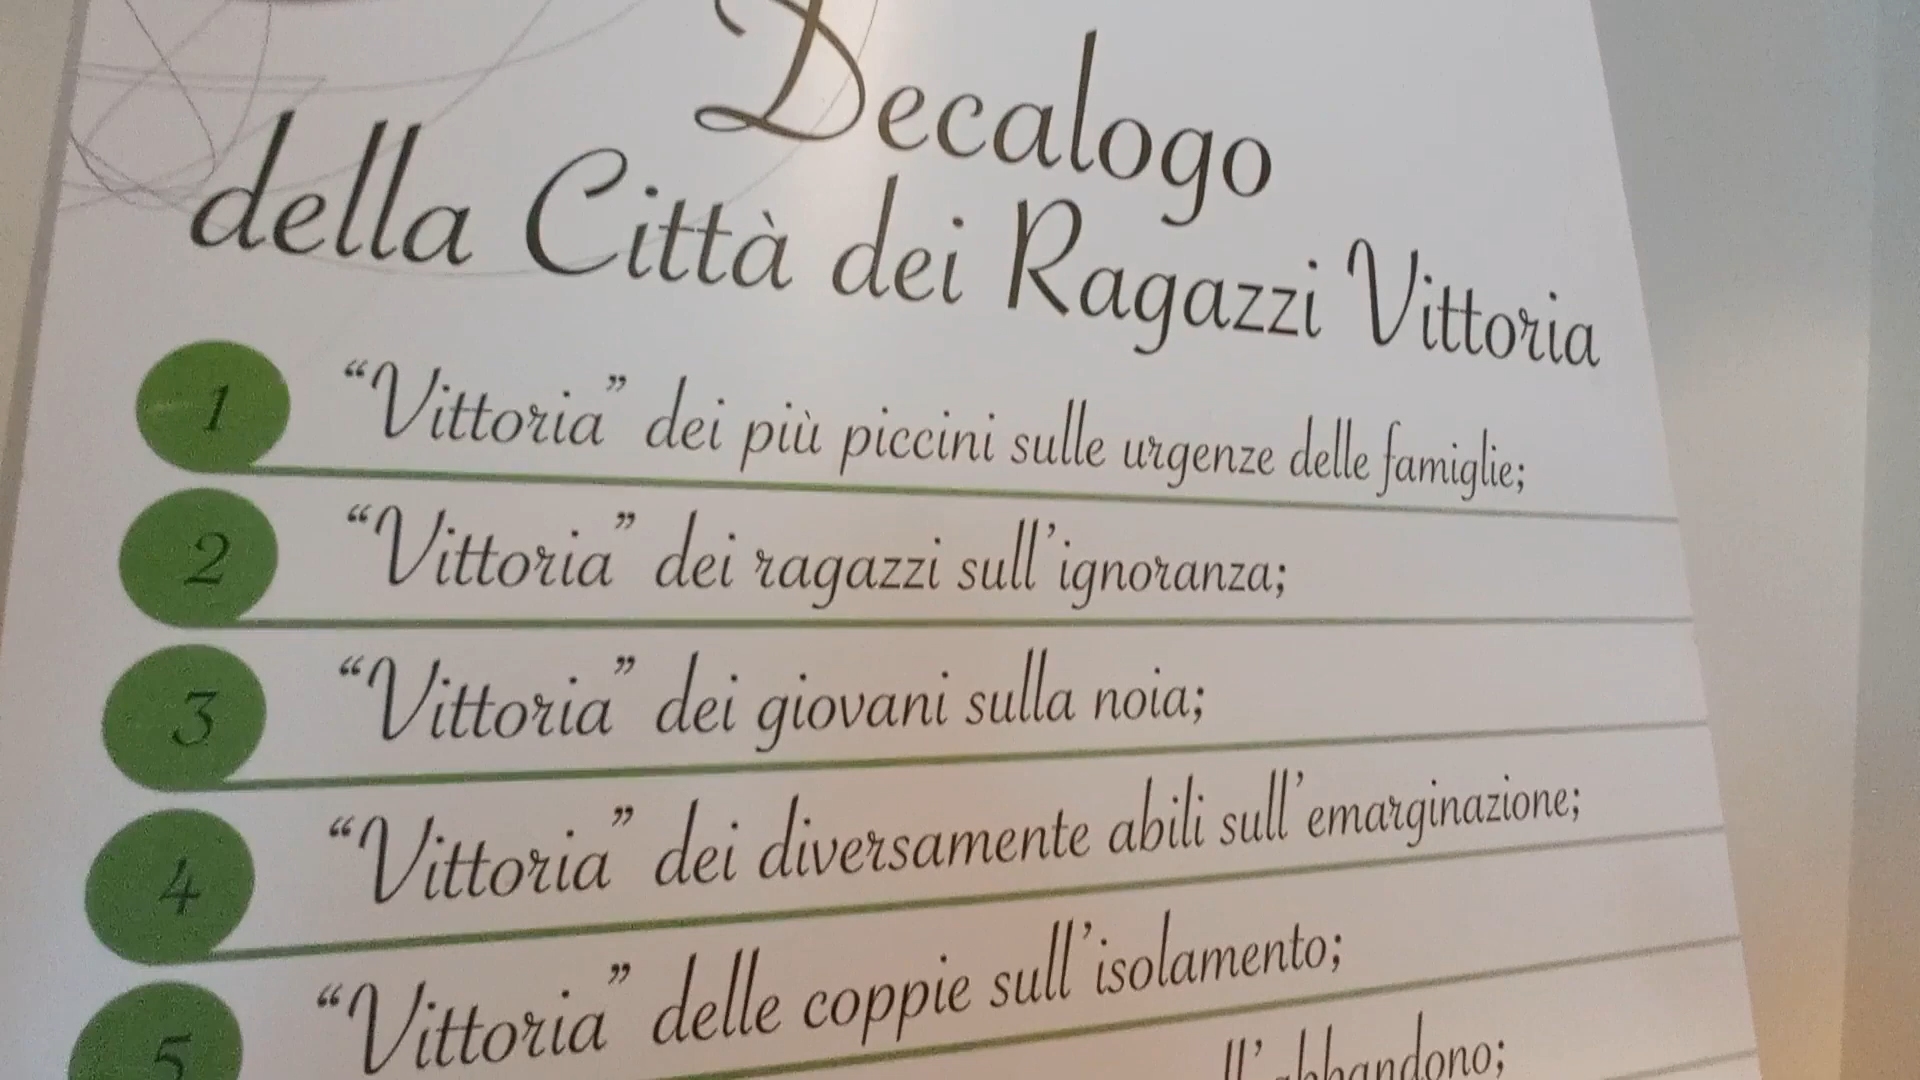 Decalogo
della Città dei Ragazzi Vittoria
1 “Vittoria” dei più piccini sulle urgenze delle famiglie;
2 “Vittoria” dei ragazzi sull'ignoranza;
3 “Vittoria” dei giovani sulla noia;
4 “Vittoria” dei diversamente abili sull'emarginazione;
5 “Vittoria” delle coppie sull'isolamento;
ll'abbandono;